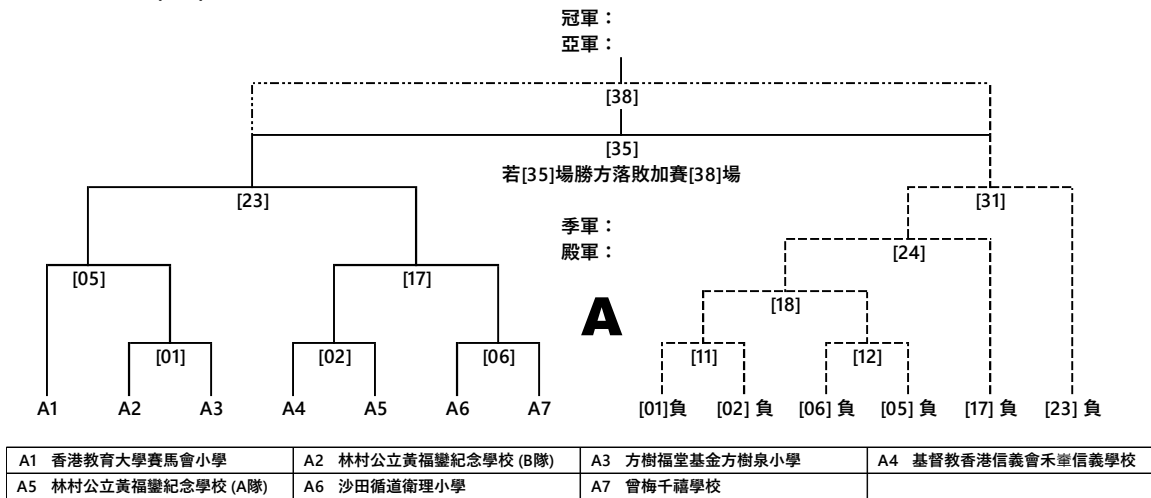 冠軍：
亞軍：
[38]
[35]
若[35]場勝方落敗加賽[38]場
[23]
[31]
季軍：
殿軍：
[24]
[05]
[17]
[18]
A
[01]
[02]
[06]
[11]
[12]
A1 A2 A3 A4 A5 A6 A7 [01]負 [02] 負 [06] 負 [05] 負 [17] 負 [23] 負
A1 香港教育大學賽馬會小學 A2 林村公立黃福鑾紀念學校 (B隊) A3 方樹福堂基金方樹泉小學 A4 基督教香港信義會禾輋信義學校
A5 林村公立黃福鑾紀念學校 (A隊) A6 沙田循道衛理小學 A7 曾梅千禧學校